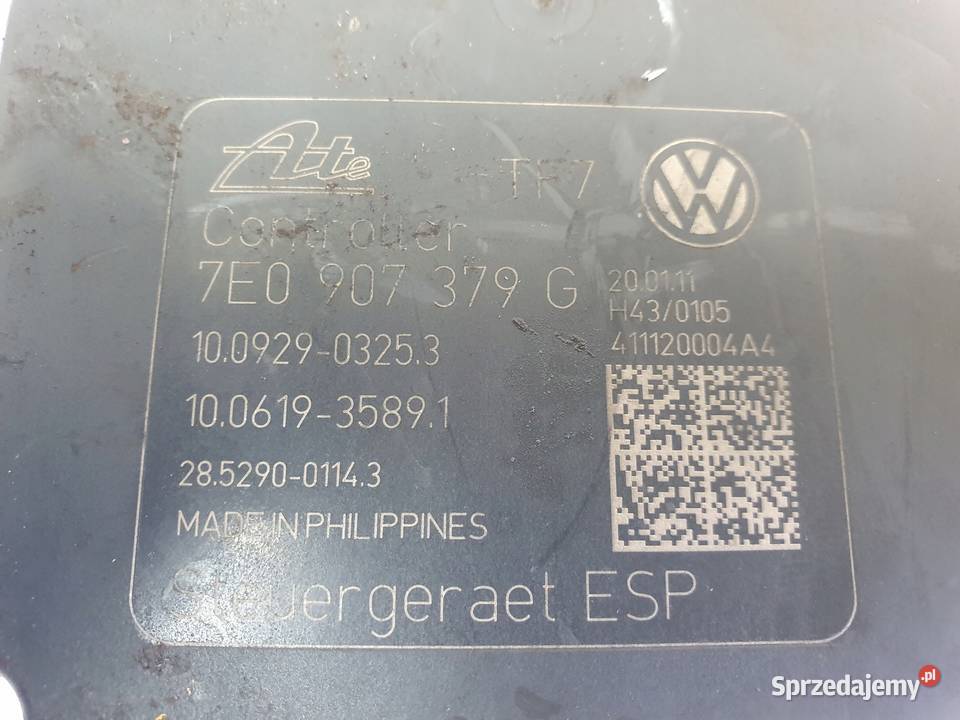 Ate TF7
Controller
7E0 907 379 G
20.01.11
H43/0105
411120004A4
10.0929-0325.3
10.0619-3589.1
28.5290-0114.3
MADE IN PHILIPPINES
Steuergeraet ESP
Sprzedajemy.pl